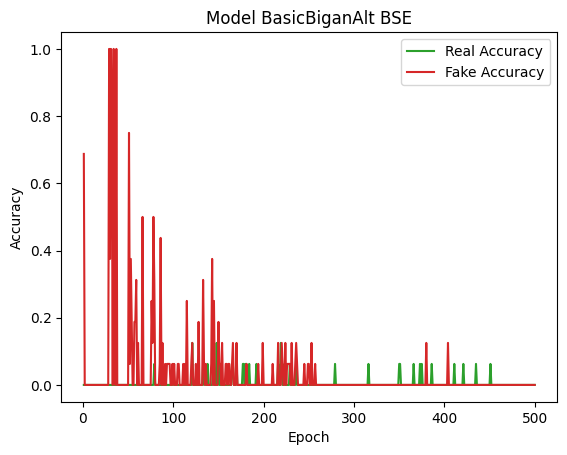 Model BasicBiganAlt BSE
Real Accuracy
Fake Accuracy
Accuracy
1.0
0.8
0.6
0.4
0.2
0.0
0 100 200 300 400 500
Epoch